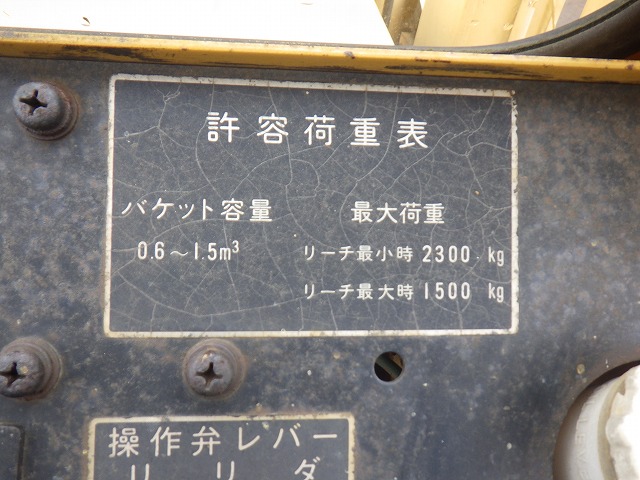 許容荷重表
バケット容量 最大荷重
0.6～1.5m³ リーチ最小時 2300 kg
リーチ最大時 1500 kg
操作弁レバー